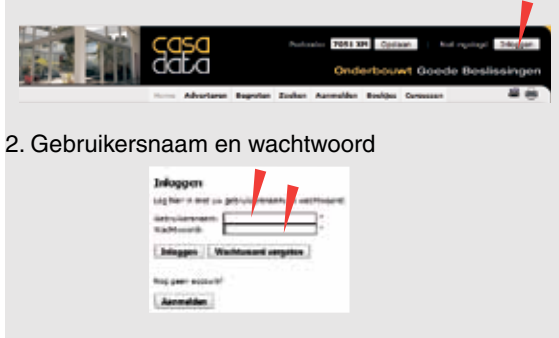 casa
data
Postcode: 7051 XM Opslaan Niet ingelogd Inloggen
Onderbouwt Goede Beslissingen
Home Adverteren Begroten Zoeken Aanmelden Boekjes Cursussen
2. Gebruikersnaam en wachtwoord
Inloggen
Log hier in met uw gebruikersnaam en wachtwoord:
Gebruikersnaam: *
Wachtwoord: *
Inloggen Wachtwoord vergeten
Nog geen account?
Aanmelden